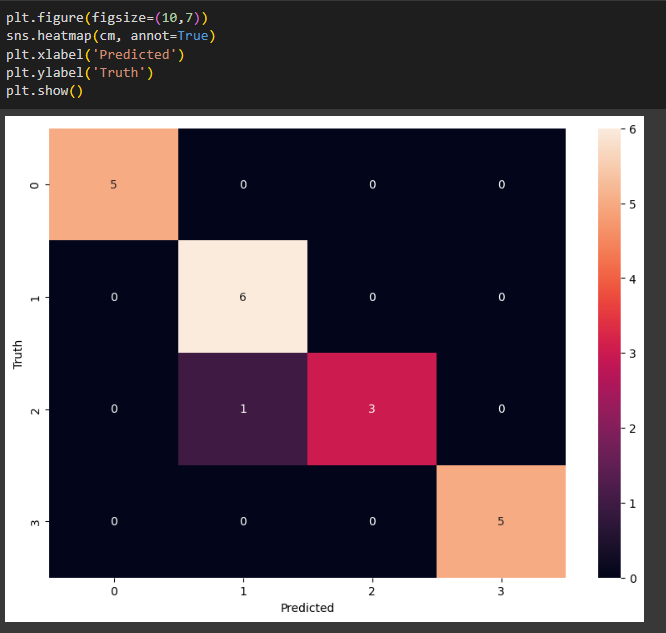 plt.figure(figsize=(10,7))
sns.heatmap(cm, annot=True)
plt.xlabel('Predicted')
plt.ylabel('Truth')
plt.show()
6
0 5 0 0 0
5
4
1 0 6 0 0
Truth
3
2 0 1 3 0
2
1
3 0 0 0 5
0
0 1 2 3
Predicted